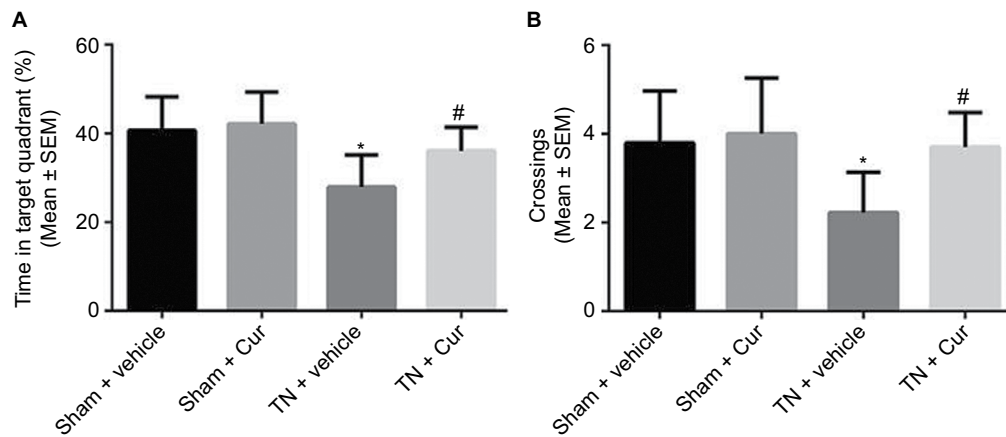 A
Time in target quadrant (%)
(Mean ± SEM)
60
40
20
0
*
#
Sham + vehicle
Sham + Cur
TN + vehicle
TN + Cur
B
Crossings
(Mean ± SEM)
6
4
2
0
*
#
Sham + vehicle
Sham + Cur
TN + vehicle
TN + Cur